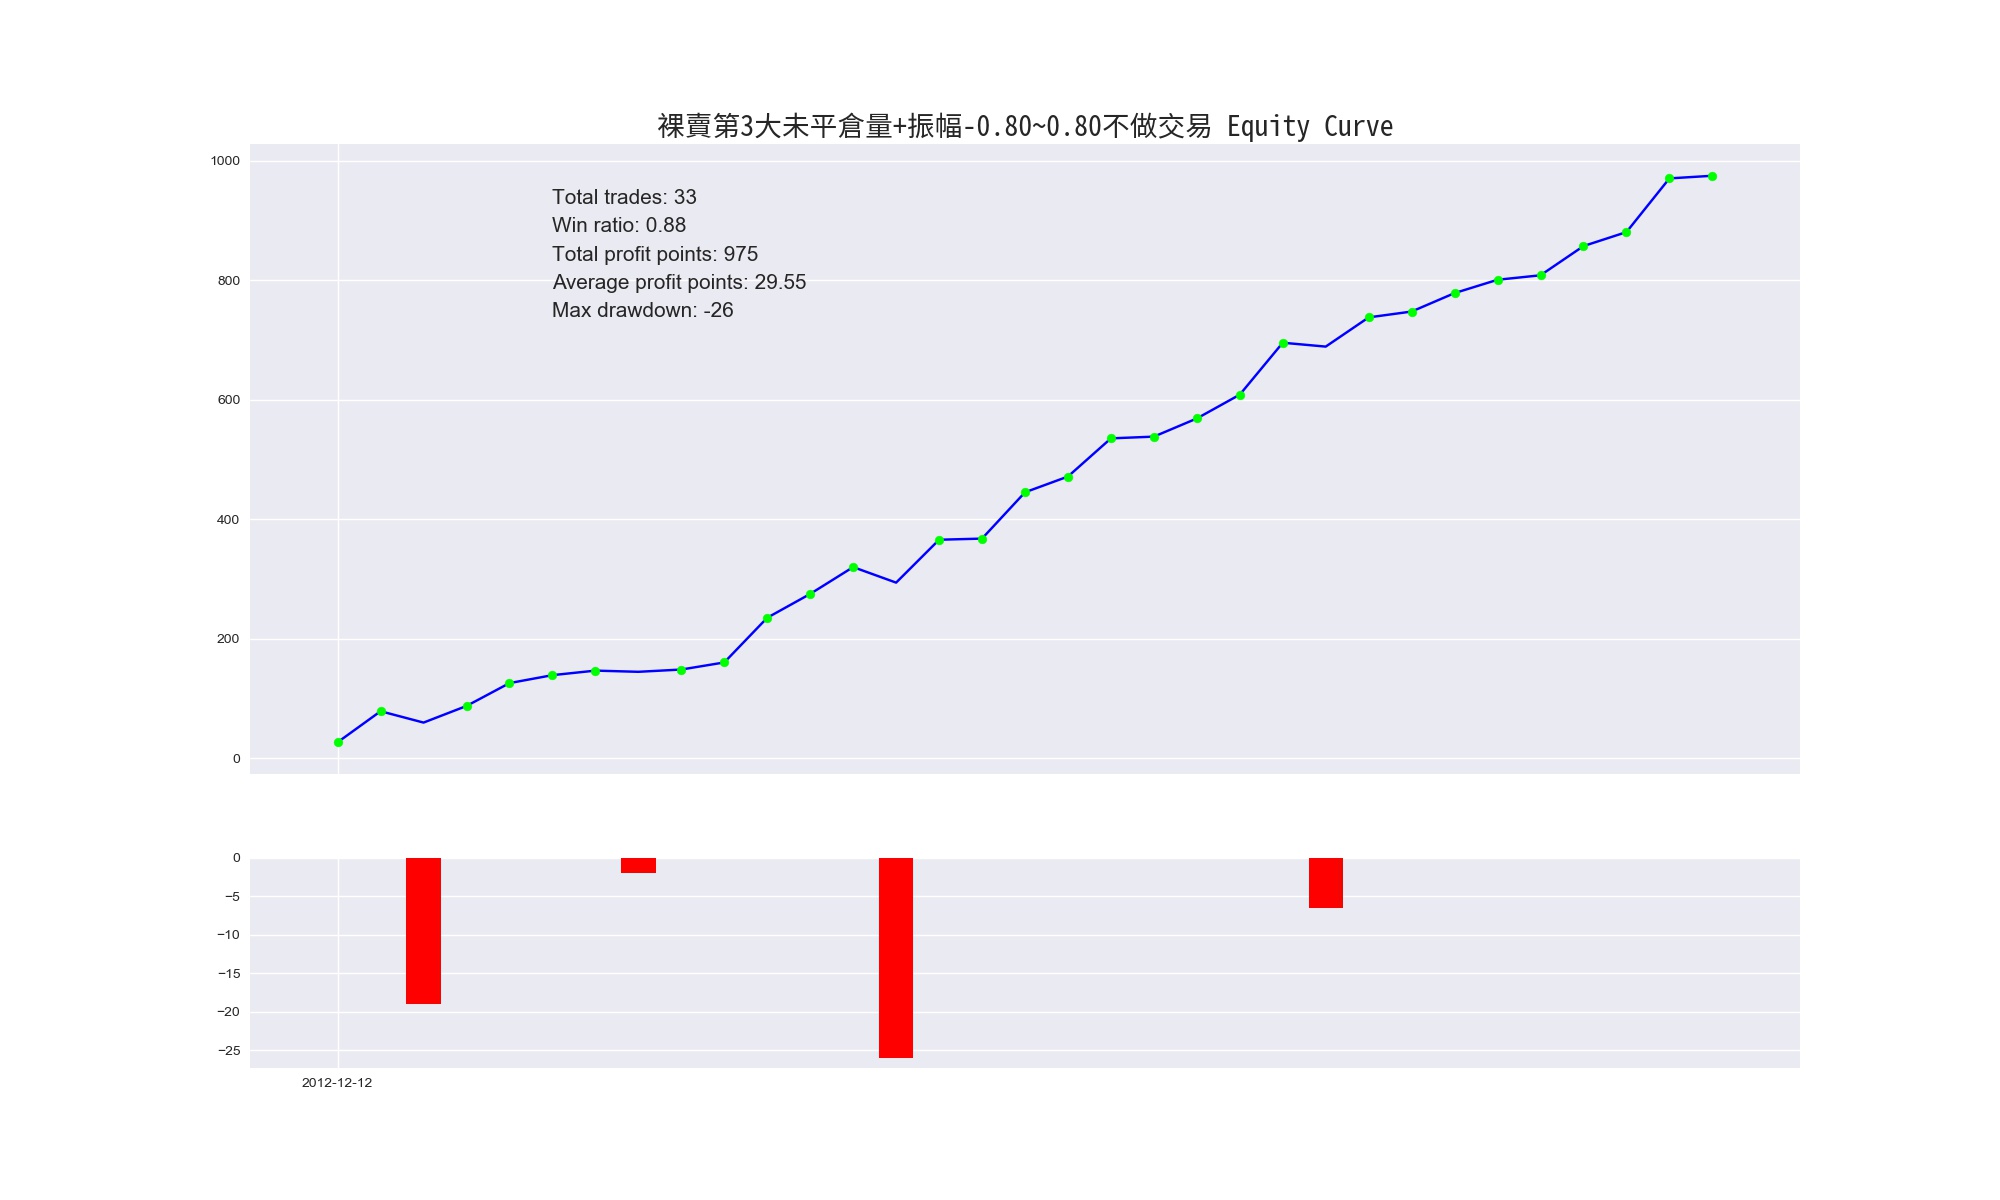 裸賣第3大未平倉量+振幅-0.80~0.80不做交易 Equity Curve
1000
800
600
400
200
0
Total trades: 33
Win ratio: 0.88
Total profit points: 975
Average profit points: 29.55
Max drawdown: -26
0
−5
−10
−15
−20
−25
2012-12-12